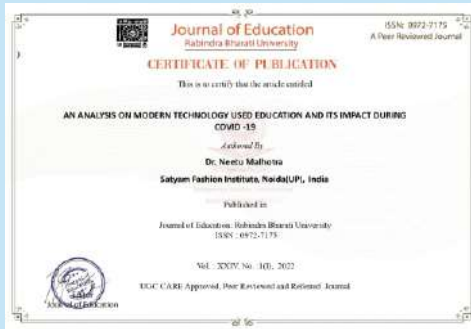 Journal of Education
Rabindra Bharati University
ISSN: 0972-7175
A Peer Reviewed Journal
CERTIFICATE OF PUBLICATION
This is to certify that the article entitled
AN ANALYSIS ON MODERN TECHNOLOGY USED EDUCATION AND ITS IMPACT DURING
COVID -19
Authored By
Dr. Neetu Malhotra
Satyam Fashion Institute, Noida(UP), India
Published in
Journal of Education: Rabindra Bharati University
ISSN : 0972-7175
Vol. XXIV, No. 1(I), 2022
UGC CARE Approved, Peer Reviewed and Referred Journal
Journal of Education